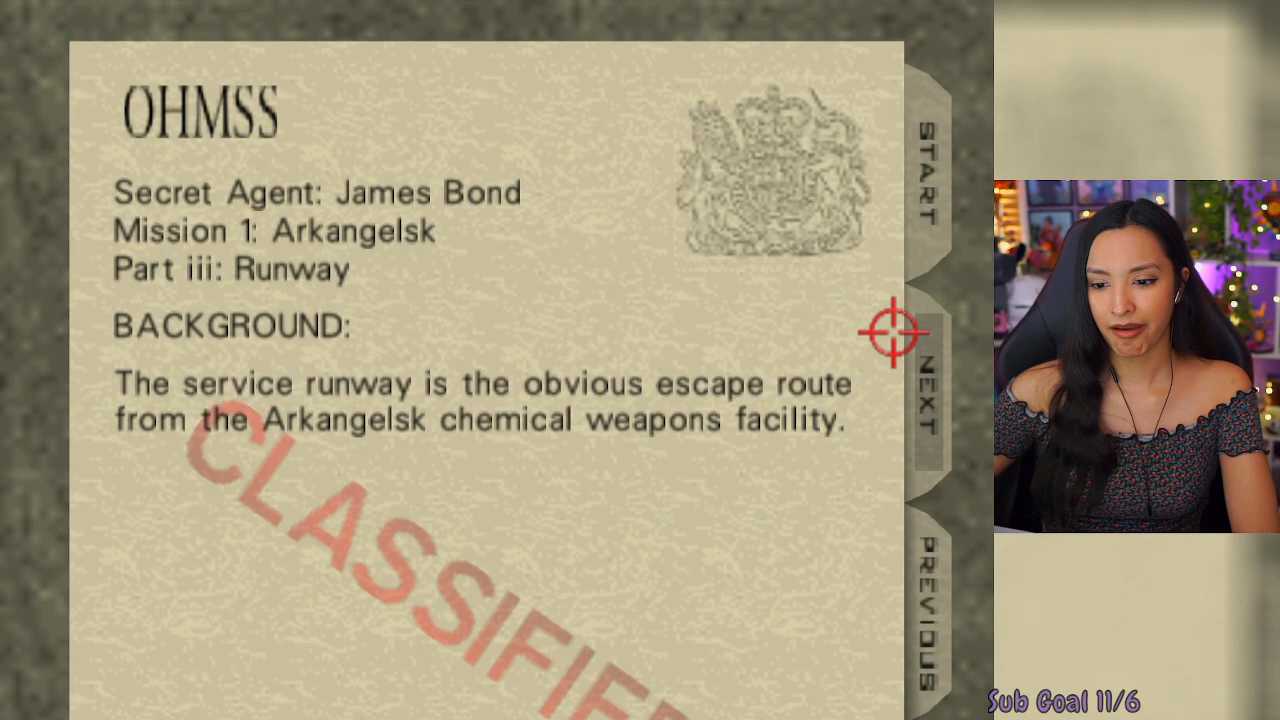 OHMSS
Secret Agent: James Bond
Mission 1: Arkangelsk
Part iii: Runway
BACKGROUND:
The service runway is the obvious escape route
from the Arkangelsk chemical weapons facility.
CLASSIFIE
START
NEXT
PREVIOUS
Sub Goal 11/6